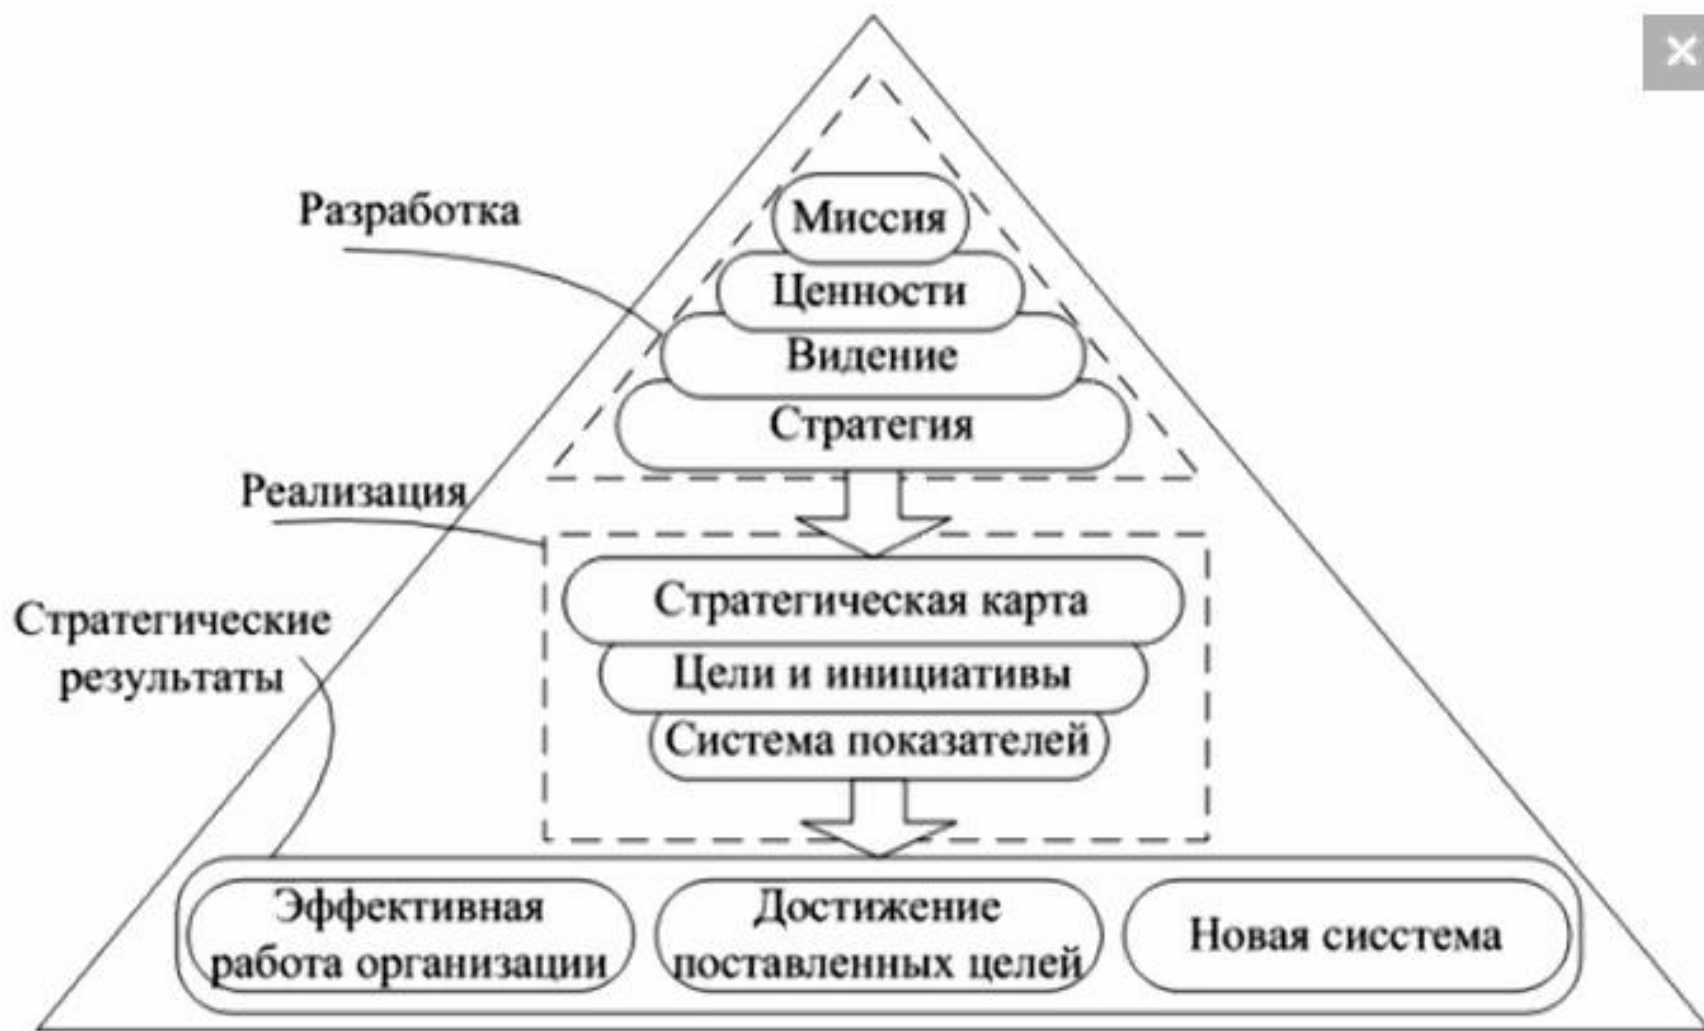 Разработка
Миссия
Ценности
Видение
Стратегия
Реализация
Стратегическая карта
Цели и инициативы
Система показателей
Стратегические
результаты
Эффективная
работа организации
Достижение
поставленных целей
Новая сисстема